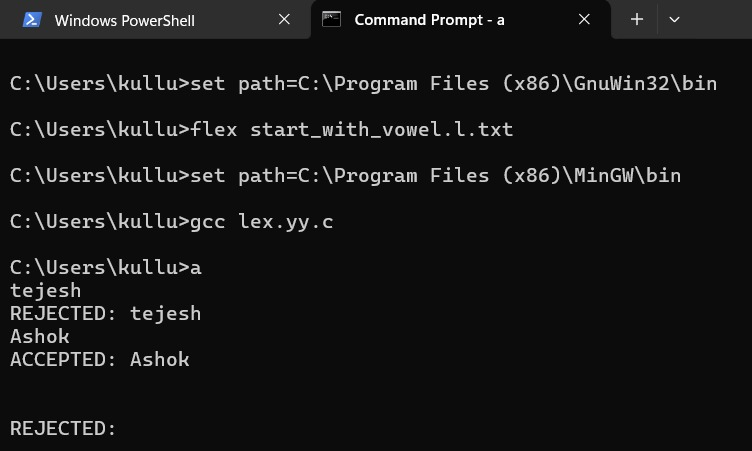 Windows PowerShell
Command Prompt - a
C:\Users\kullu>set path=C:\Program Files (x86)\GnuWin32\bin
C:\Users\kullu>flex start_with_vowel.l.txt
C:\Users\kullu>set path=C:\Program Files (x86)\MinGW\bin
C:\Users\kullu>gcc lex.yy.c
C:\Users\kullu>a
tejesh
REJECTED: tejesh
Ashok
ACCEPTED: Ashok
REJECTED: